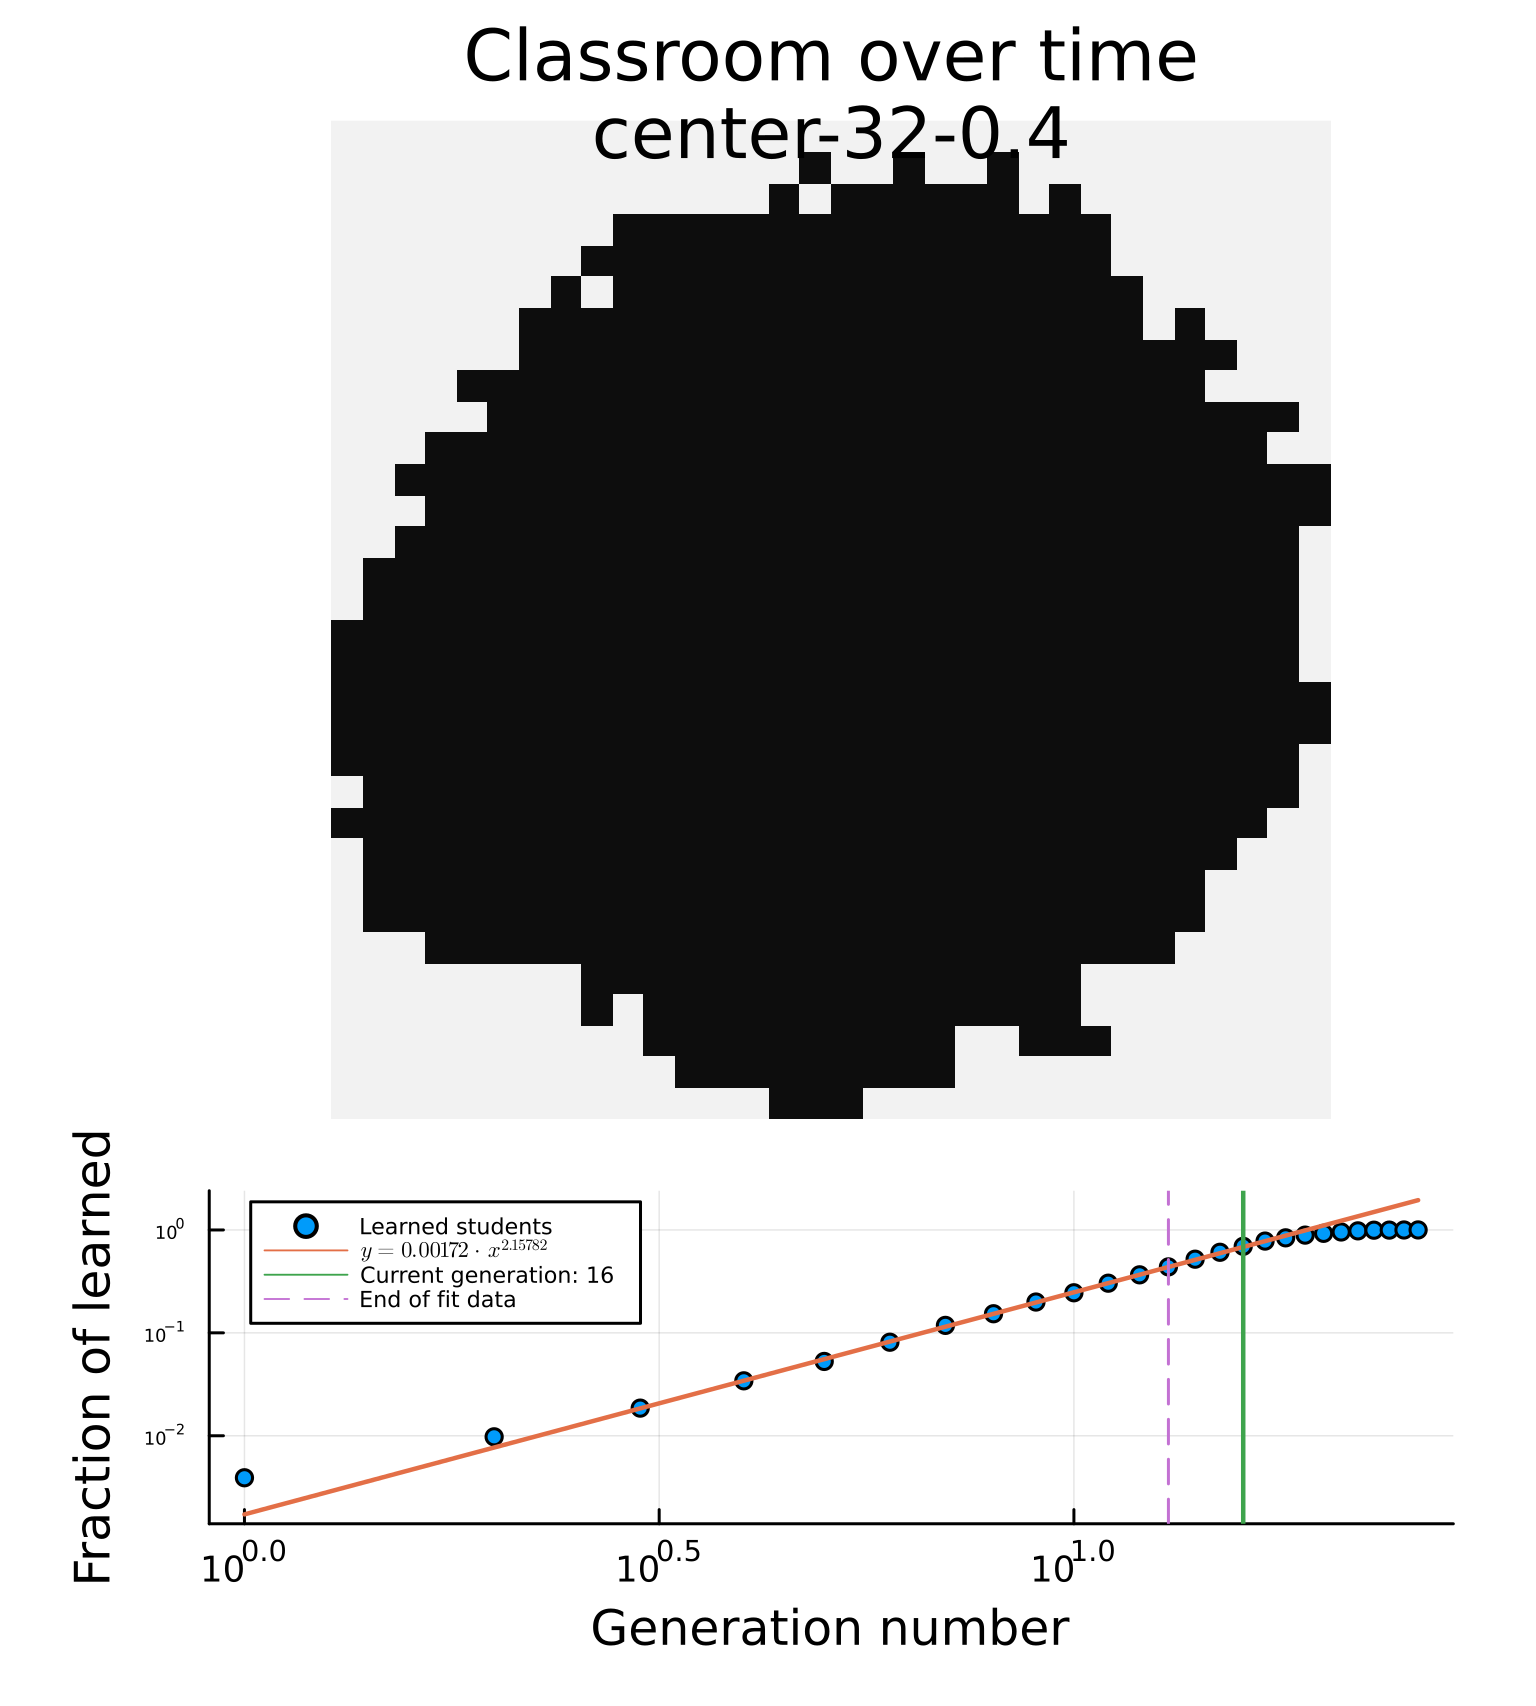 Classroom over time
center-32-0.4
Fraction of learned
10⁰
10⁻¹
10⁻²
Learned students
y = 0.00172 · x^2.15782
Current generation: 16
End of fit data
10^0.0
10^0.5
10^1.0
Generation number